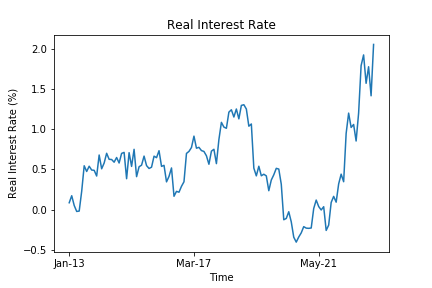 Real Interest Rate
2.0
1.5
1.0
0.5
0.0
−0.5
Real Interest Rate (%)
Jan-13
Mar-17
May-21
Time